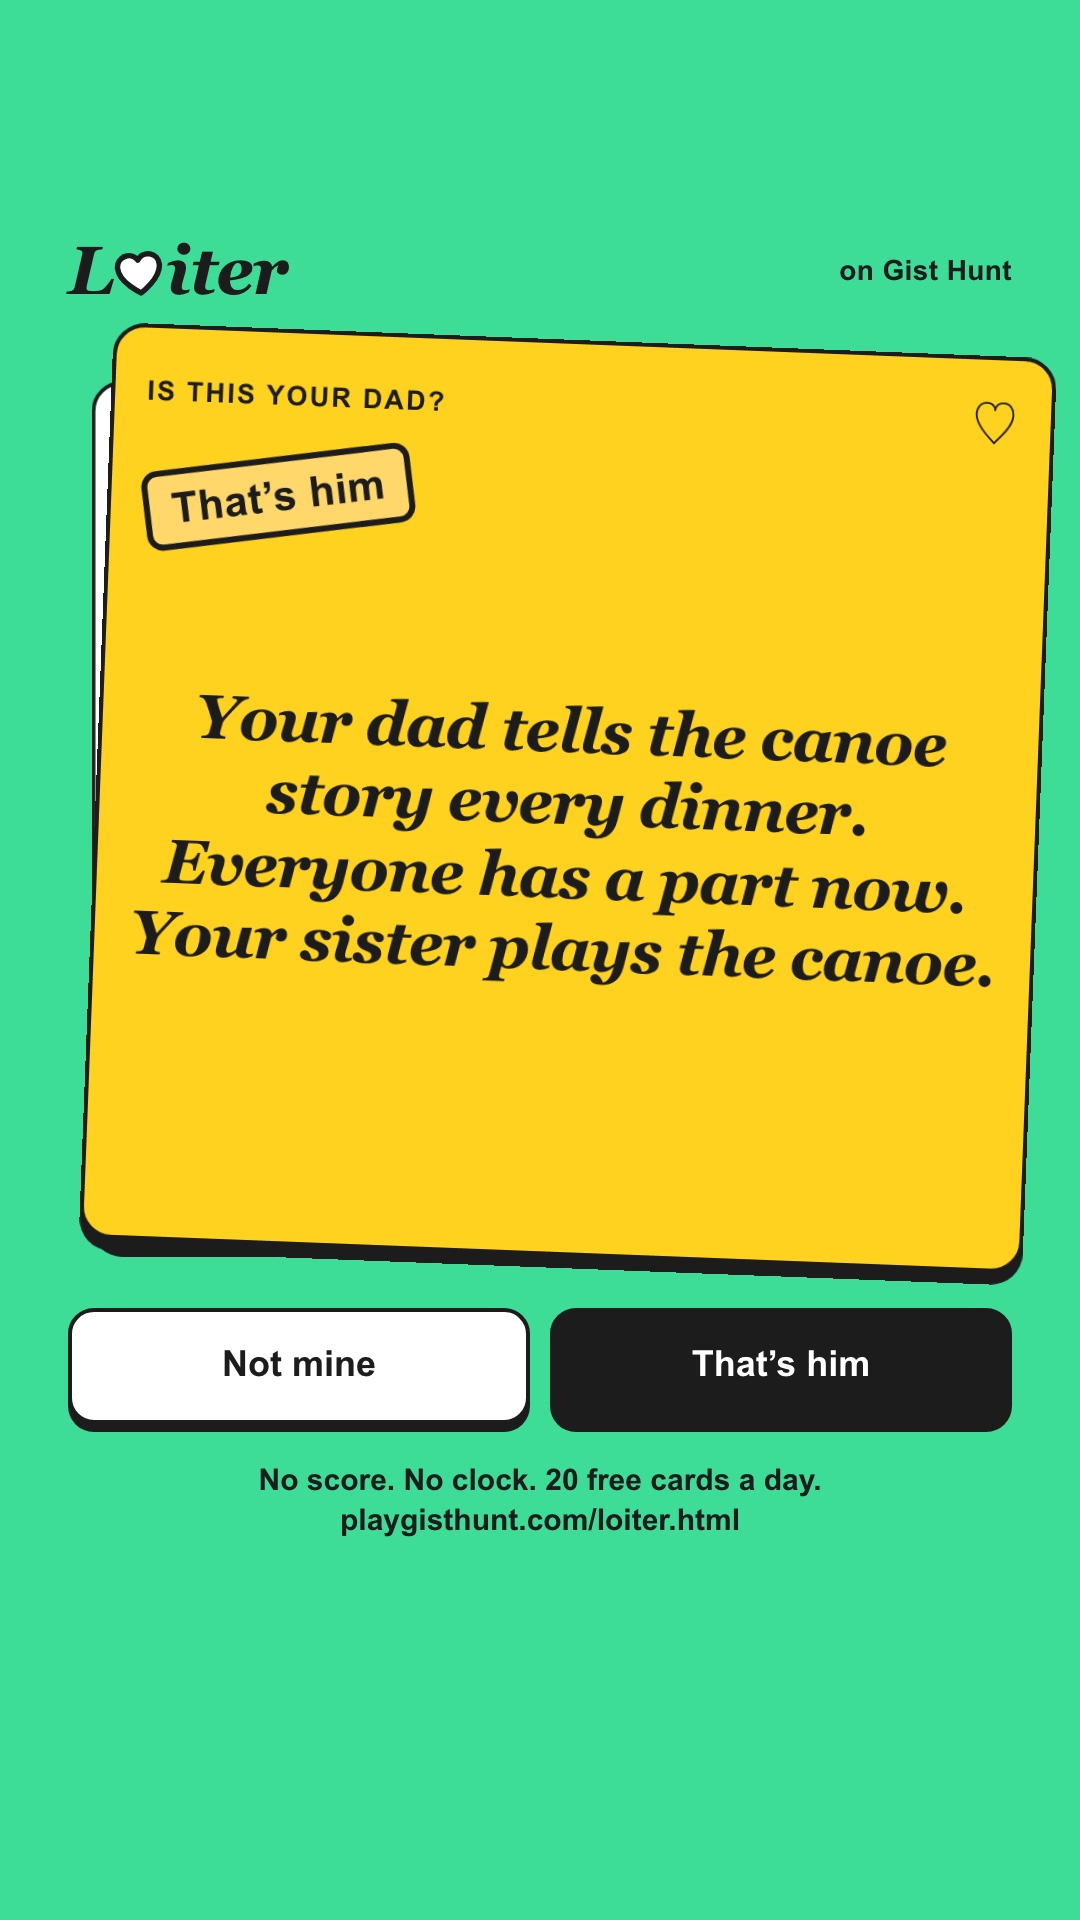 Loiter
on Gist Hunt
IS THIS YOUR DAD?
That’s him
Your dad tells the canoe
story every dinner.
Everyone has a part now.
Your sister plays the canoe.
Not mine
That’s him
No score. No clock. 20 free cards a day.
playgisthunt.com/loiter.html